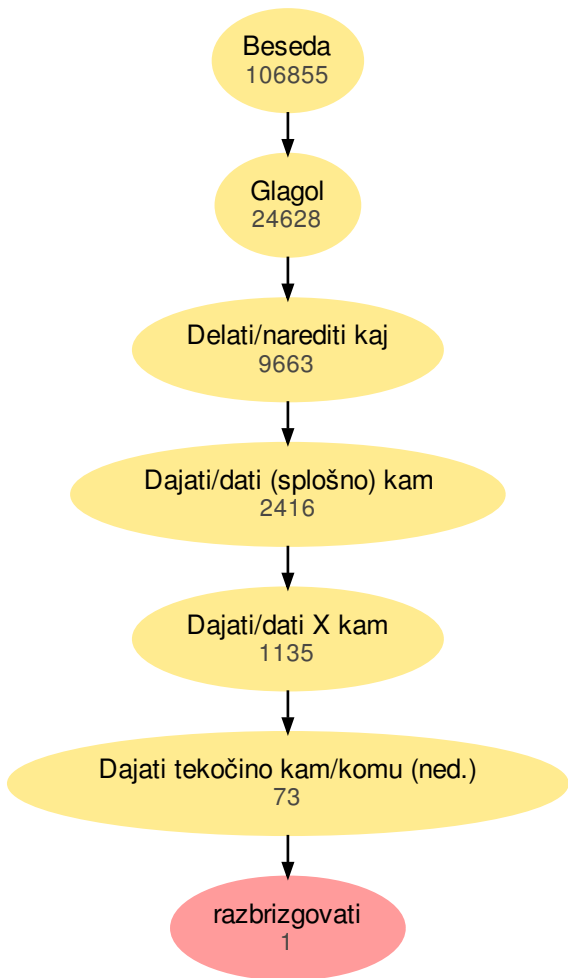 Beseda
106855
Glagol
24628
Delati/narediti kaj
9663
Dajati/dati (splošno) kam
2416
Dajati/dati X kam
1135
Dajati tekočino kam/komu (ned.)
73
razbrizgovati
1